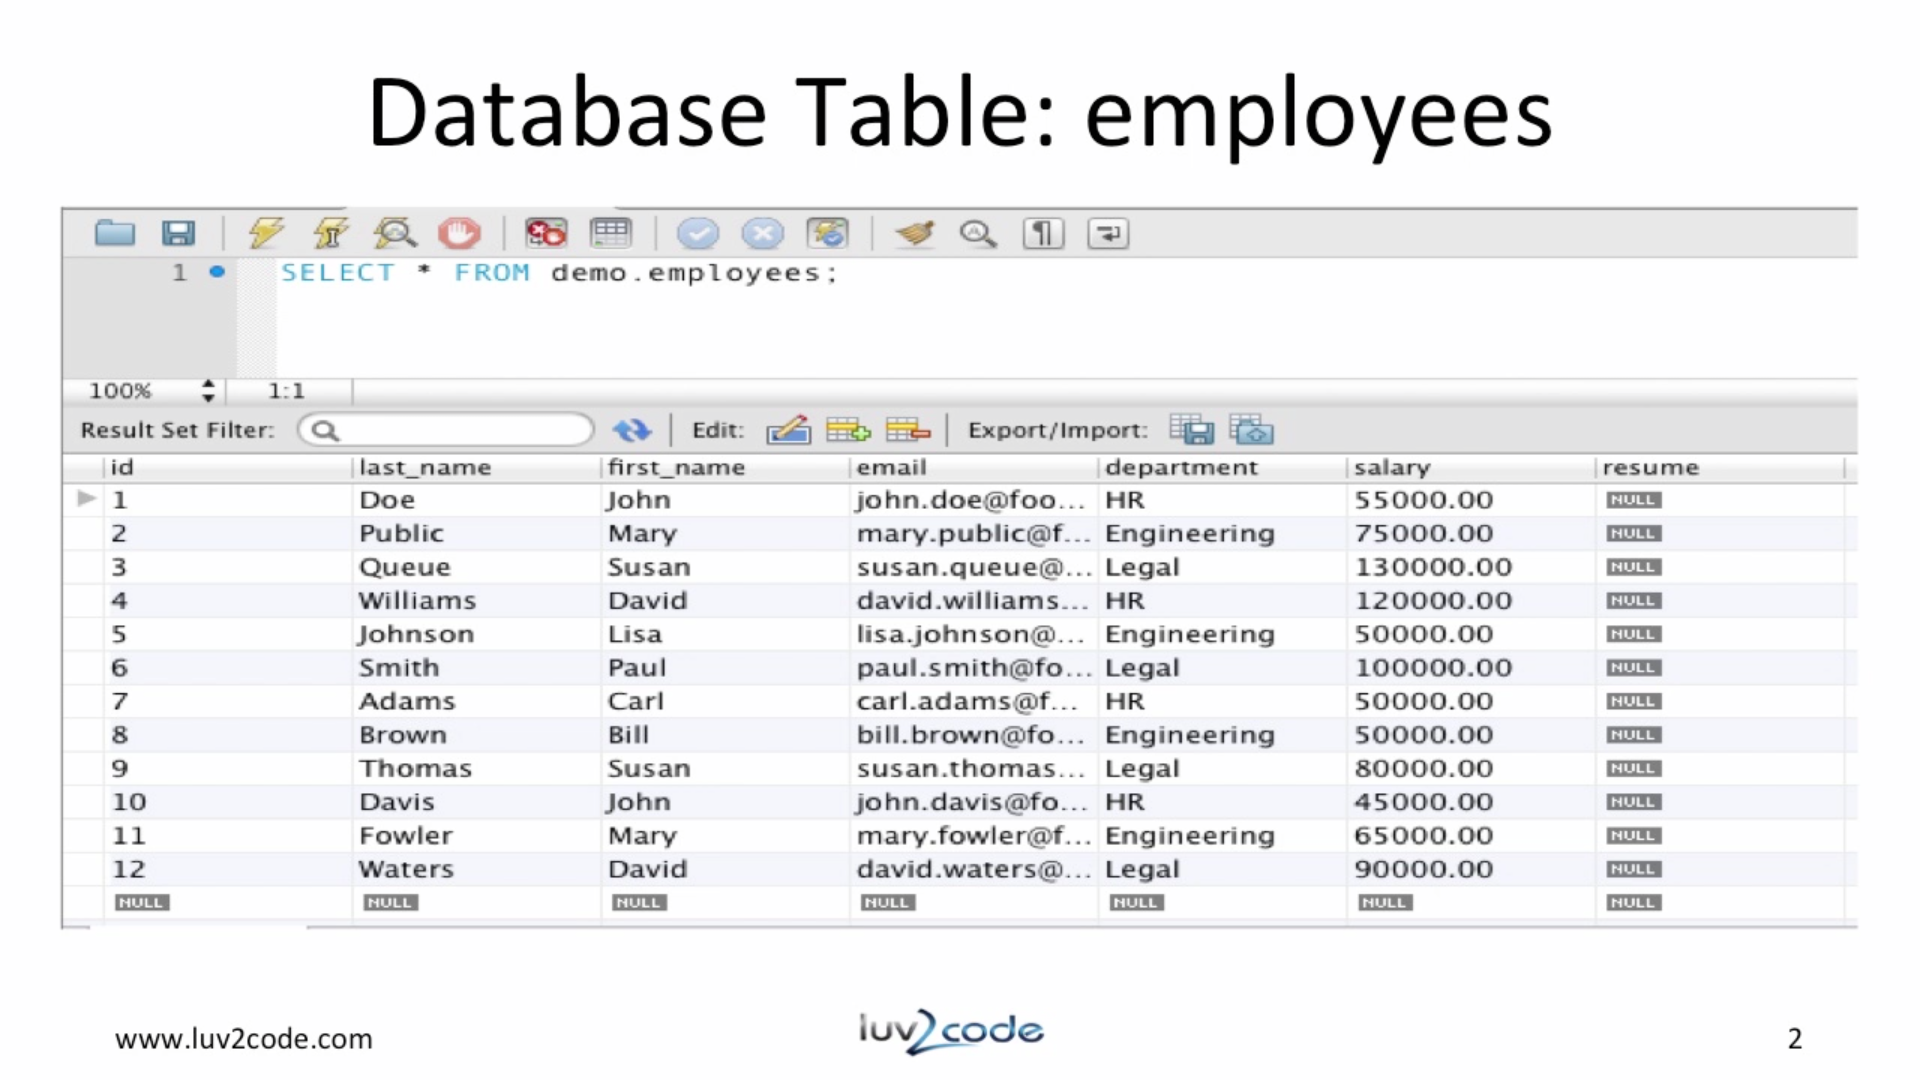 Database Table: employees
1 SELECT * FROM demo.employees;
100% 1:1
Result Set Filter: Edit: Export/Import:
id last_name first_name email department salary resume
1 Doe John john.doe@foo... HR 55000.00 NULL
2 Public Mary mary.public@f... Engineering 75000.00 NULL
3 Queue Susan susan.queue@... Legal 130000.00 NULL
4 Williams David david.williams... HR 120000.00 NULL
5 Johnson Lisa lisa.johnson@... Engineering 50000.00 NULL
6 Smith Paul paul.smith@fo... Legal 100000.00 NULL
7 Adams Carl carl.adams@f... HR 50000.00 NULL
8 Brown Bill bill.brown@fo... Engineering 50000.00 NULL
9 Thomas Susan susan.thomas... Legal 80000.00 NULL
10 Davis John john.davis@fo... HR 45000.00 NULL
11 Fowler Mary mary.fowler@f... Engineering 65000.00 NULL
12 Waters David david.waters@... Legal 90000.00 NULL
NULL NULL NULL NULL NULL NULL NULL
www.luv2code.com luv2code 2